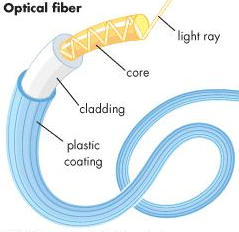 Optical fiber
light ray
core
cladding
plastic
coating